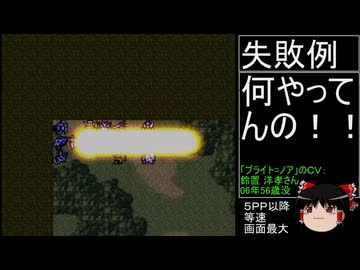 失敗例
何やって
んの！！
「ブライト=ノア」のCV:
鈴置 洋孝さん
06年56歳没
５ＰＰ以降
等速
画面最大